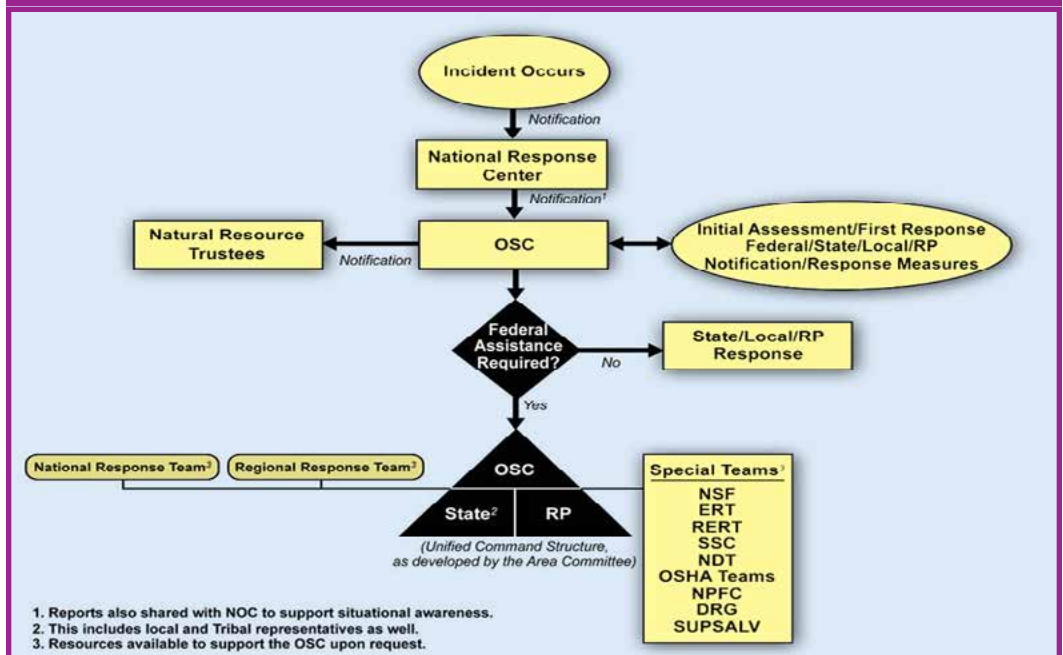 Incident Occurs
Notification
National Response
Center
Notification¹
Natural Resource
Trustees
Notification
OSC
Initial Assessment/First Response
Federal/State/Local/RP
Notification/Response Measures
Federal
Assistance
Required?
No
State/Local/RP
Response
Yes
National Response Team³
Regional Response Team³
OSC
State²
RP
(Unified Command Structure,
as developed by the Area Committee)
Special Teams³
NSF
ERT
RERT
SSC
NDT
OSHA Teams
NPFC
DRG
SUPSALV
1. Reports also shared with NOC to support situational awareness.
2. This includes local and Tribal representatives as well.
3. Resources available to support the OSC upon request.